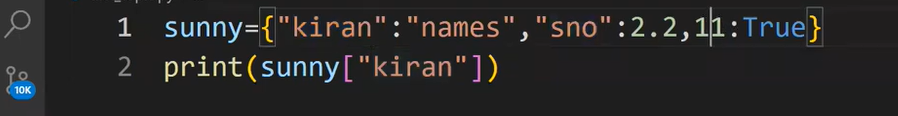 1 sunny={"kiran":"names","sno":2.2,11:True}
2 print(sunny["kiran"])
10K